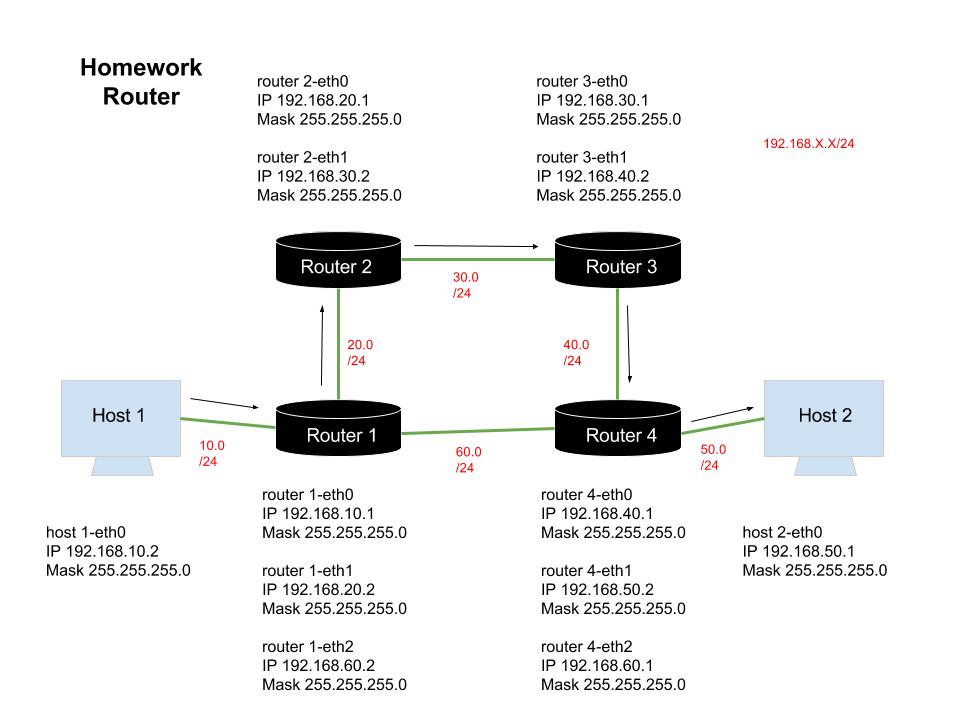 Homework
Router
router 2-eth0
IP 192.168.20.1
Mask 255.255.255.0
router 2-eth1
IP 192.168.30.2
Mask 255.255.255.0
router 3-eth0
IP 192.168.30.1
Mask 255.255.255.0
router 3-eth1
IP 192.168.40.2
Mask 255.255.255.0
192.168.X.X/24
Router 2
30.0
/24
Router 3
20.0
/24
40.0
/24
Host 1
10.0
/24
Router 1
60.0
/24
Router 4
50.0
/24
Host 2
host 1-eth0
IP 192.168.10.2
Mask 255.255.255.0
router 1-eth0
IP 192.168.10.1
Mask 255.255.255.0
router 1-eth1
IP 192.168.20.2
Mask 255.255.255.0
router 1-eth2
IP 192.168.60.2
Mask 255.255.255.0
router 4-eth0
IP 192.168.40.1
Mask 255.255.255.0
router 4-eth1
IP 192.168.50.2
Mask 255.255.255.0
router 4-eth2
IP 192.168.60.1
Mask 255.255.255.0
host 2-eth0
IP 192.168.50.1
Mask 255.255.255.0